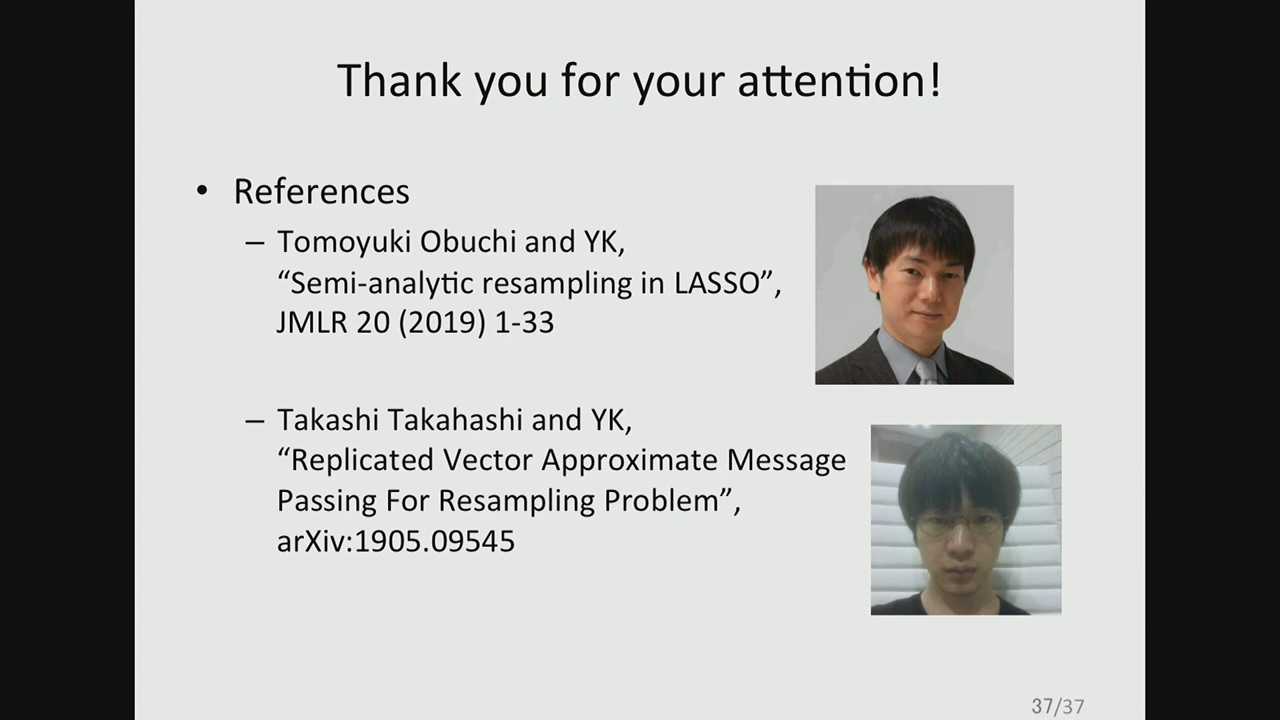 Thank you for your attention!
• References
– Tomoyuki Obuchi and YK,
“Semi-analytic resampling in LASSO”,
JMLR 20 (2019) 1-33
– Takashi Takahashi and YK,
“Replicated Vector Approximate Message
Passing For Resampling Problem”,
arXiv:1905.09545
37/37